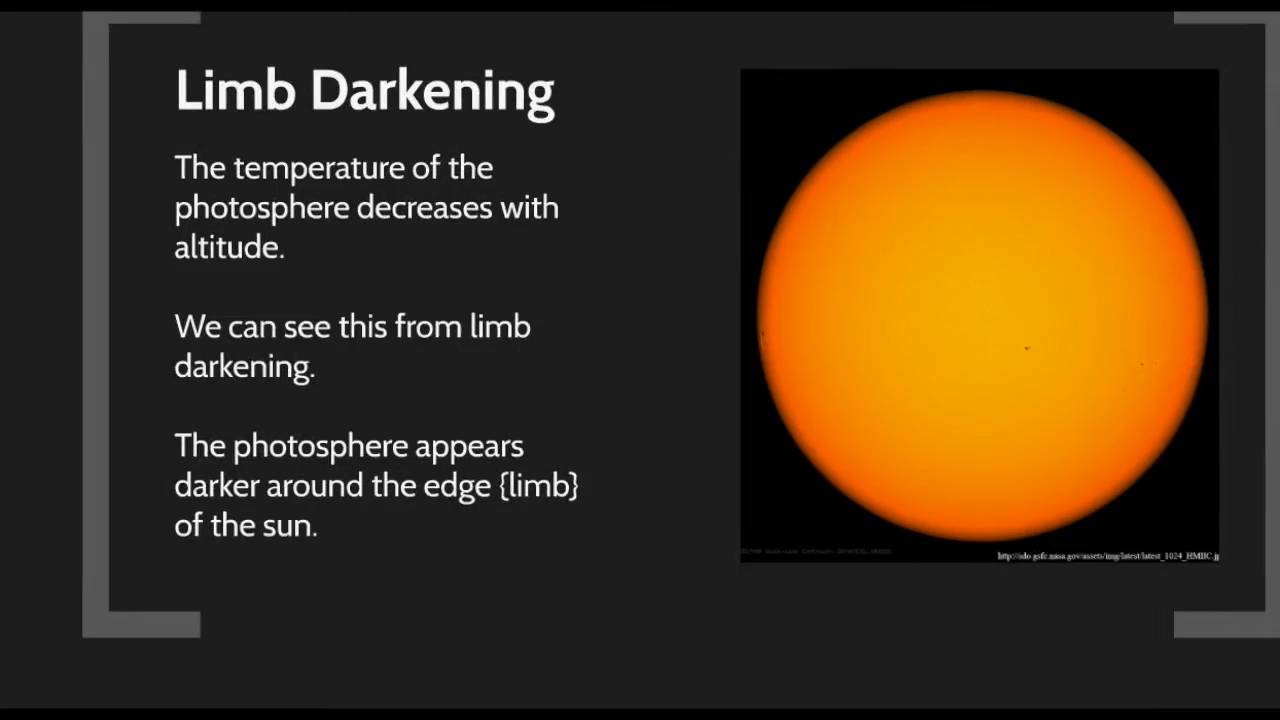 Limb Darkening
The temperature of the
photosphere decreases with
altitude.
We can see this from limb
darkening.
The photosphere appears
darker around the edge {limb}
of the sun.
http://sdo.gsfc.nasa.gov/assets/img/latest/latest_1024_HMIIC.jp